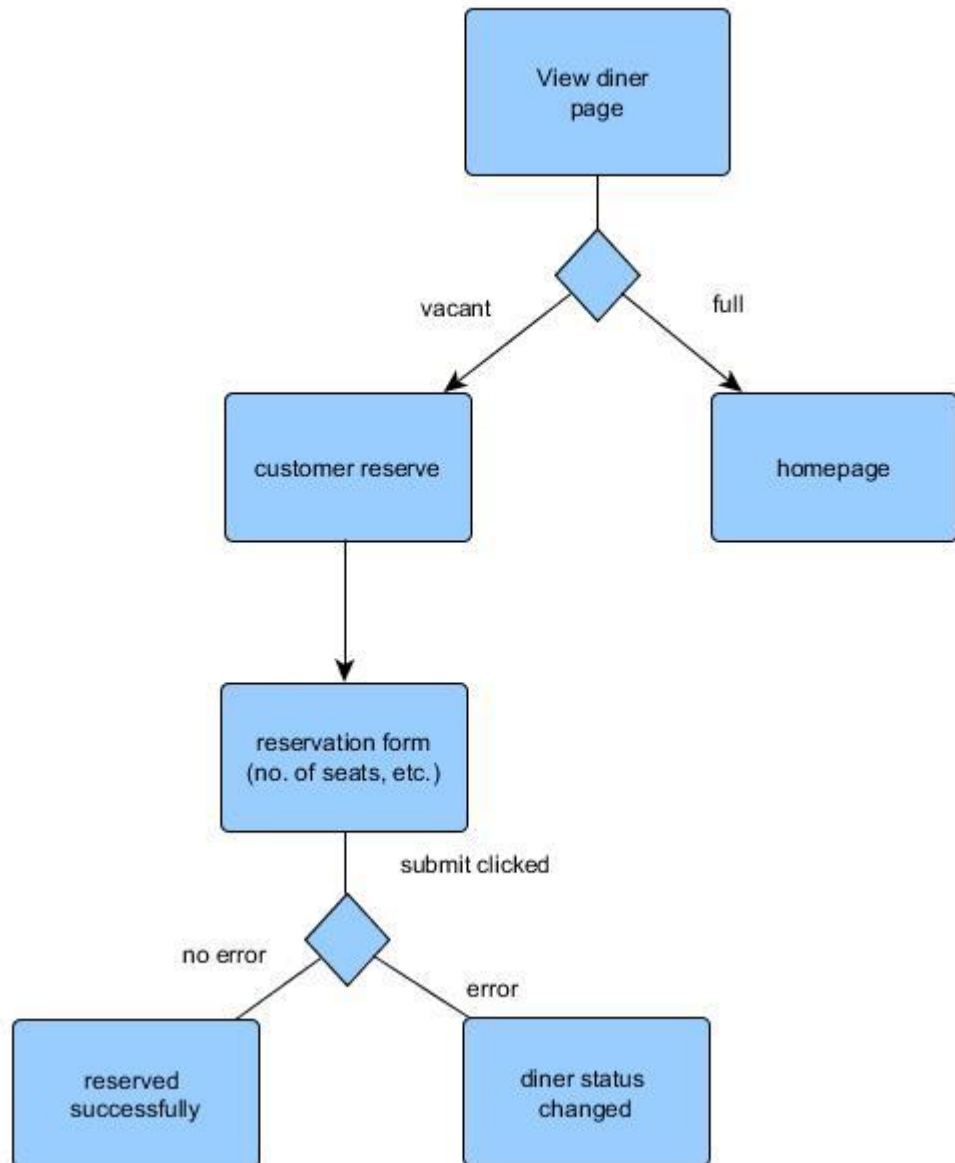 View diner
page
vacant
full
customer reserve
homepage
reservation form
(no. of seats, etc.)
submit clicked
no error
error
reserved
successfully
diner status
changed